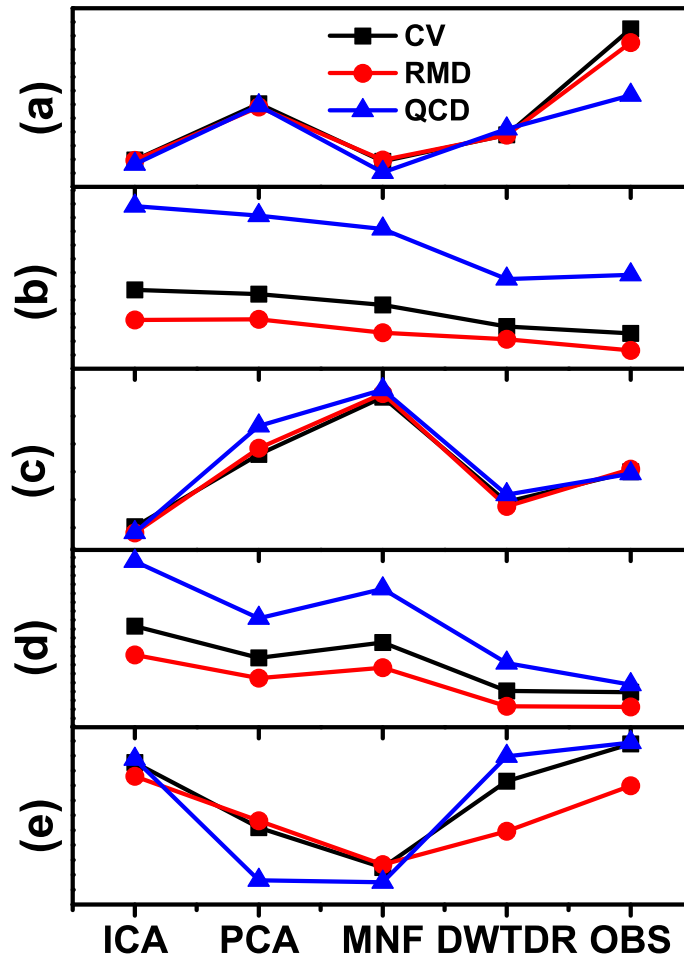 CV
RMD
QCD
(a)
(b)
(c)
(d)
(e)
ICA PCA MNF DWTDR OBS